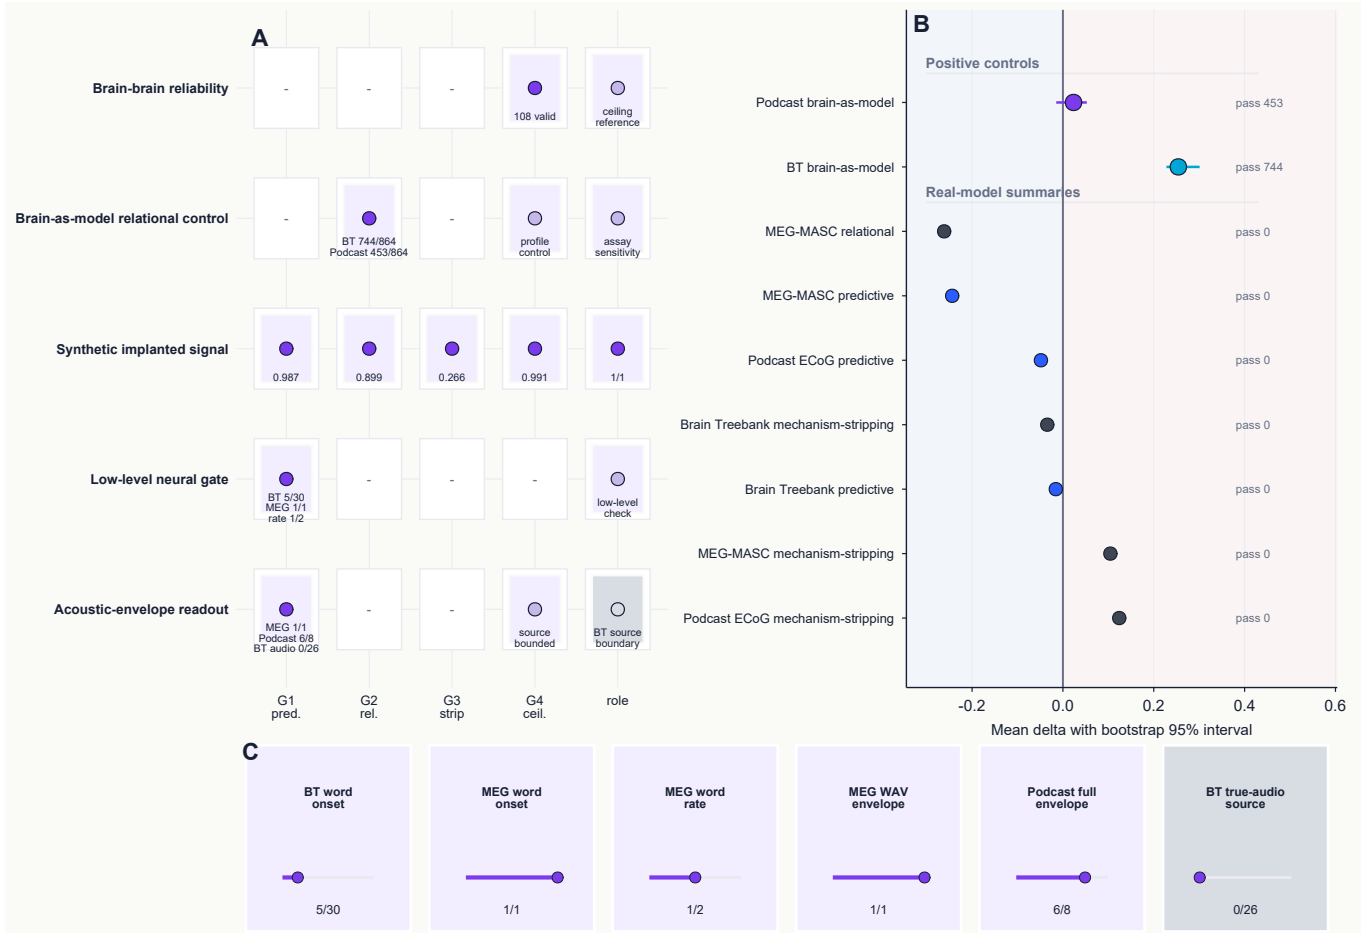 A
Brain-brain reliability
-
-
-
108 valid
ceiling
reference
Brain-as-model relational control
-
BT 744/864
Podcast 453/864
-
profile
control
assay
sensitivity
Synthetic implanted signal
0.987
0.899
0.266
0.991
1/1
Low-level neural gate
BT 5/30
MEG 1/1
rate 1/2
-
-
-
low-level
check
Acoustic-envelope readout
MEG 1/1
Podcast 6/8
BT audio 0/26
-
-
source
bounded
BT source
boundary
G1
pred.
G2
rel.
G3
strip
G4
ceil.
role
B
Positive controls
Podcast brain-as-model
pass 453
BT brain-as-model
pass 744
Real-model summaries
MEG-MASC relational
pass 0
MEG-MASC predictive
pass 0
Podcast ECoG predictive
pass 0
Brain Treebank mechanism-stripping
pass 0
Brain Treebank predictive
pass 0
MEG-MASC mechanism-stripping
pass 0
Podcast ECoG mechanism-stripping
pass 0
-0.2
0.0
0.2
0.4
0.6
Mean delta with bootstrap 95% interval
C
BT word
onset
5/30
MEG word
onset
1/1
MEG word
rate
1/2
MEG WAV
envelope
1/1
Podcast full
envelope
6/8
BT true-audio
source
0/26